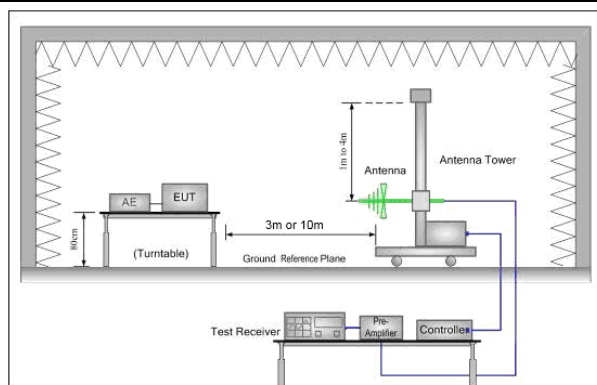 1m to 4m
Antenna
Antenna Tower
AE
EUT
80cm
(Turntable)
3m or 10m
Ground Reference Plane
Test Receiver
Pre-
Amplifier
Controller